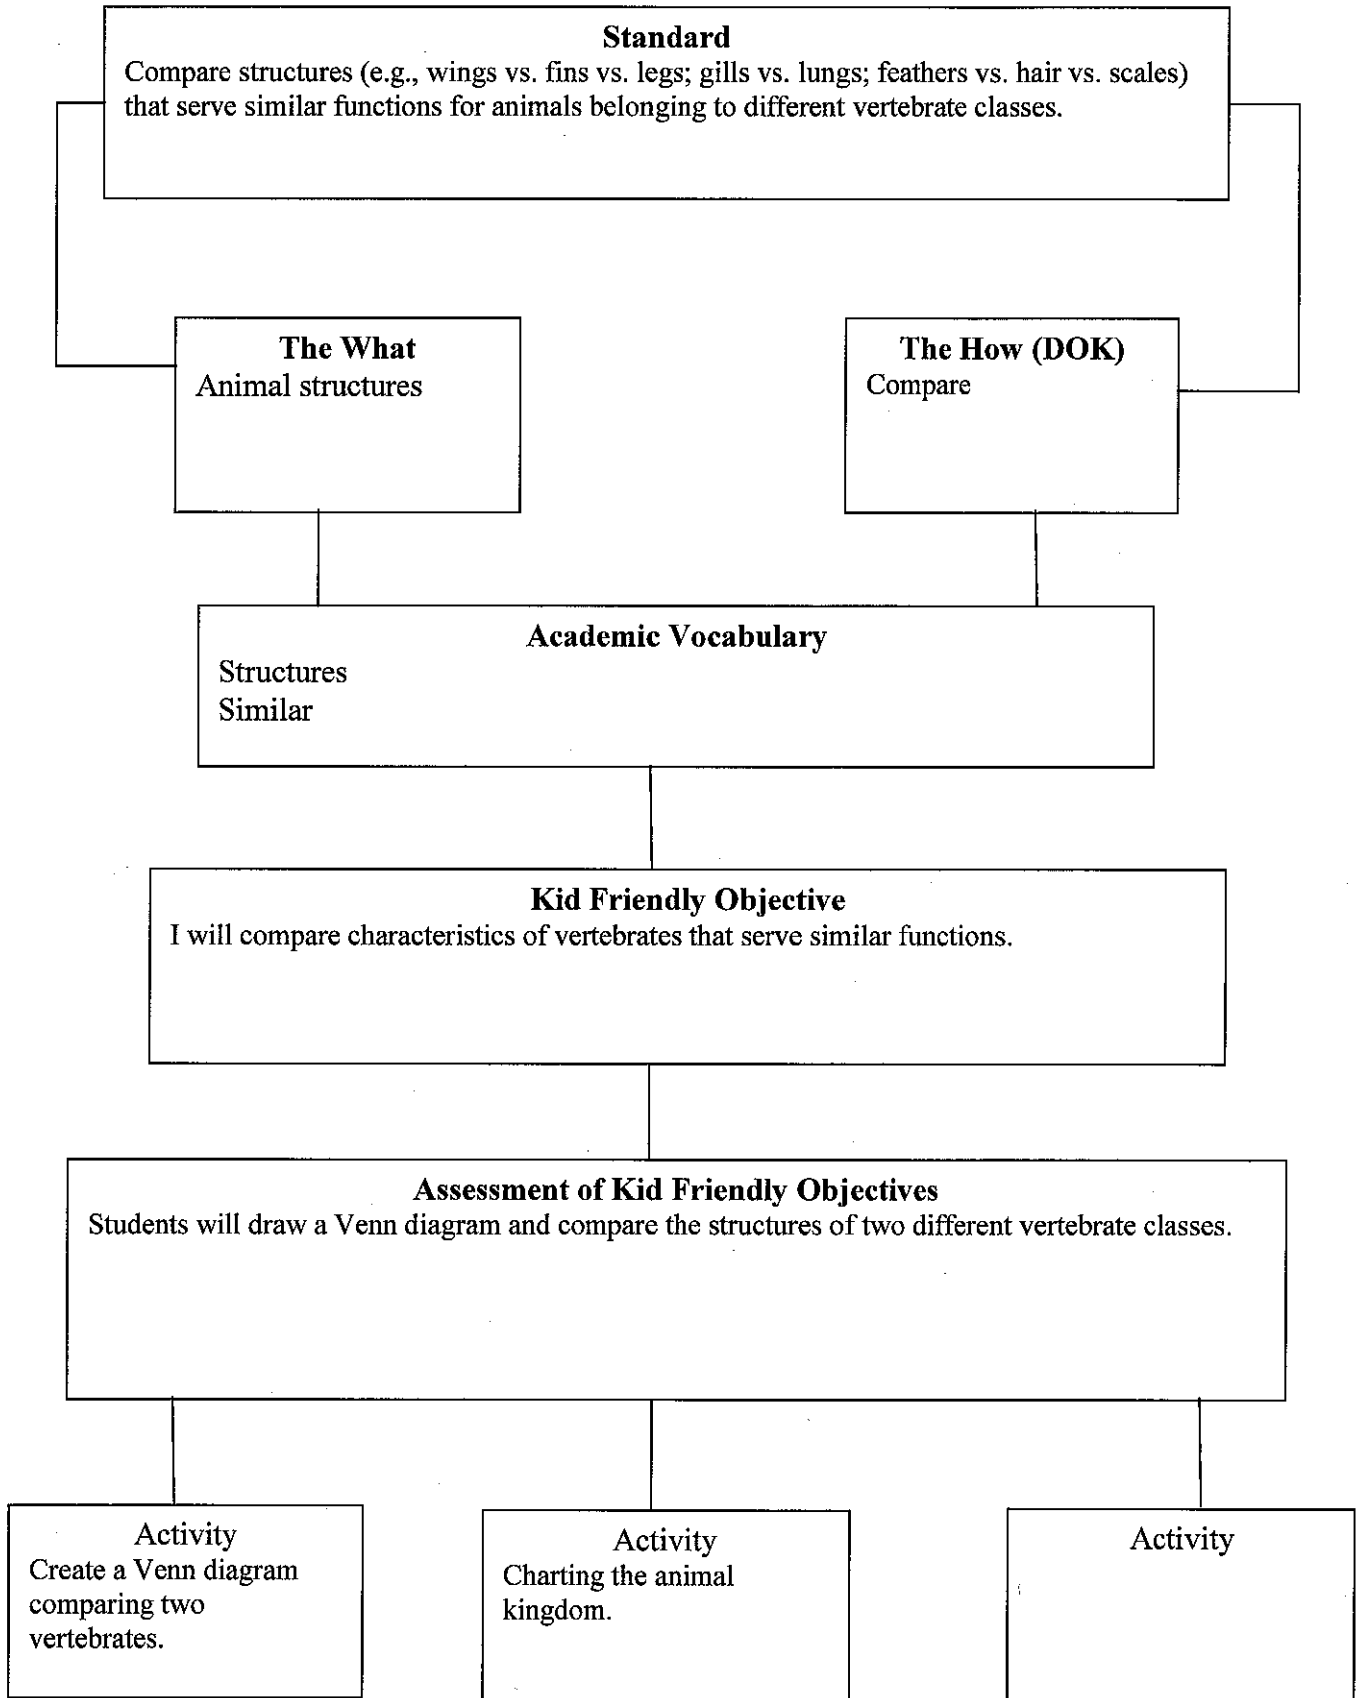 Standard
Compare structures (e.g., wings vs. fins vs. legs; gills vs. lungs; feathers vs. hair vs. scales)
that serve similar functions for animals belonging to different vertebrate classes.
The What
Animal structures
The How (DOK)
Compare
Academic Vocabulary
Structures
Similar
Kid Friendly Objective
I will compare characteristics of vertebrates that serve similar functions.
Assessment of Kid Friendly Objectives
Students will draw a Venn diagram and compare the structures of two different vertebrate classes.
Activity
Create a Venn diagram
comparing two
vertebrates.
Activity
Charting the animal
kingdom.
Activity